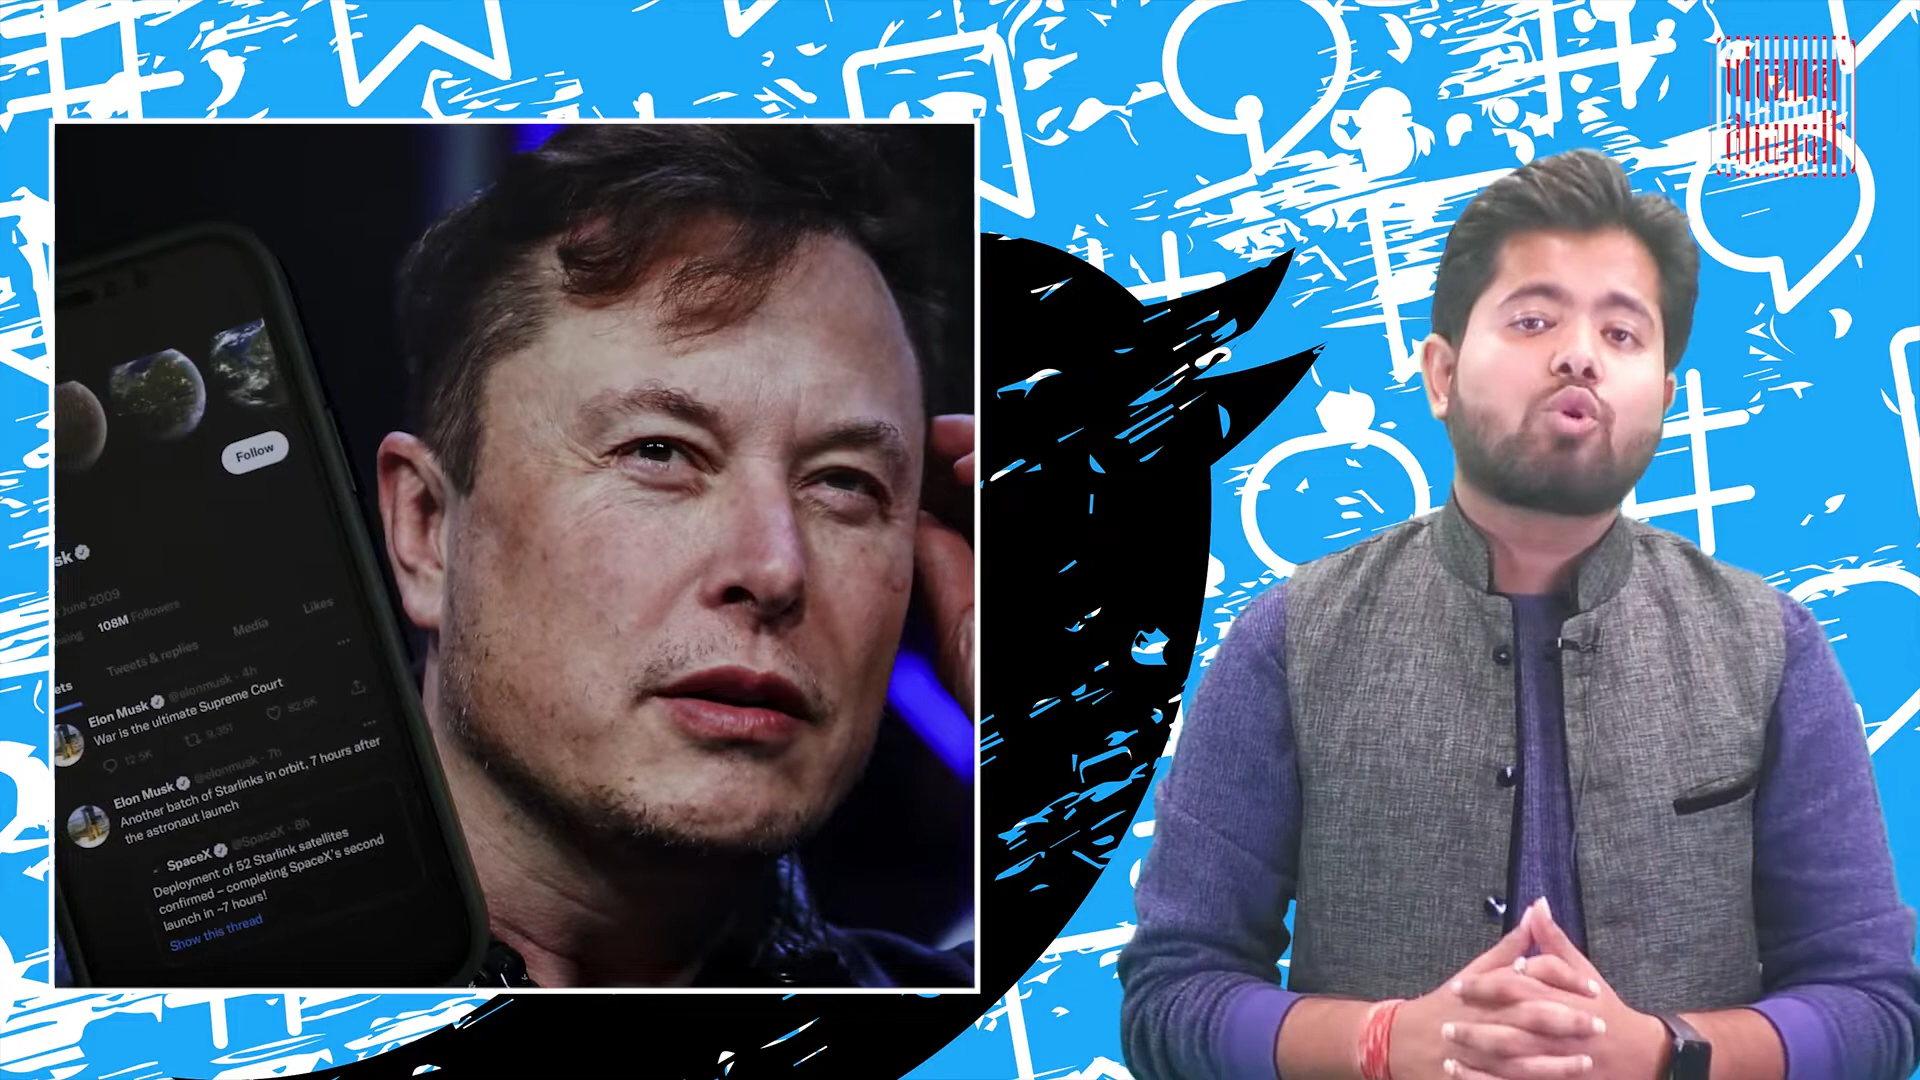 Follow
sk
June 2009
108M Followers
Tweets & replies
Media
Likes
ets
Elon Musk @elonmusk · 4h
War is the ultimate Supreme Court
12.5K
9,351
82.6K
Elon Musk @elonmusk · 7h
Another batch of Starlinks in orbit, 7 hours after
the astronaut launch
SpaceX @SpaceX · 8h
Deployment of 52 Starlink satellites
confirmed – completing SpaceX's second
launch in ~7 hours!
Show this thread